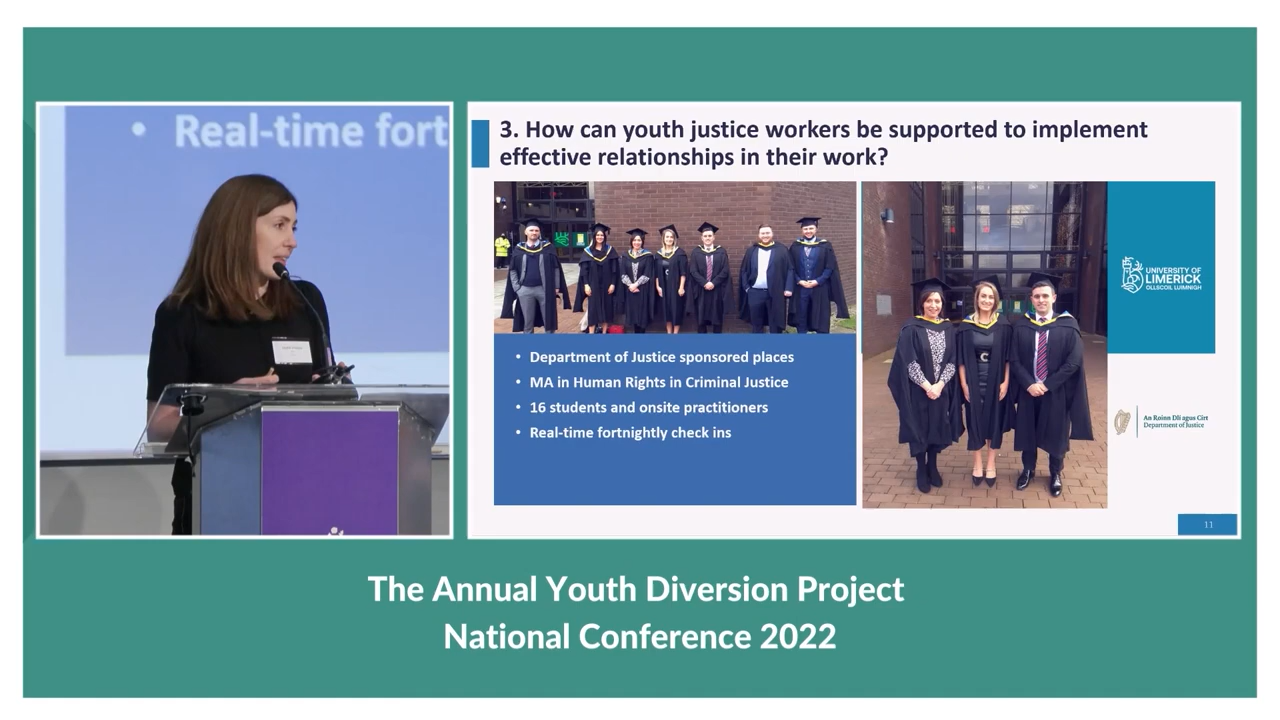 • Real-time fort
3. How can youth justice workers be supported to implement
effective relationships in their work?
• Department of Justice sponsored places
• MA in Human Rights in Criminal Justice
• 16 students and onsite practitioners
• Real-time fortnightly check ins
UNIVERSITY OF
LIMERICK
OLLSCOIL LUIMNIGH
An Roinn Dlí agus Cirt
Department of Justice
11
The Annual Youth Diversion Project
National Conference 2022